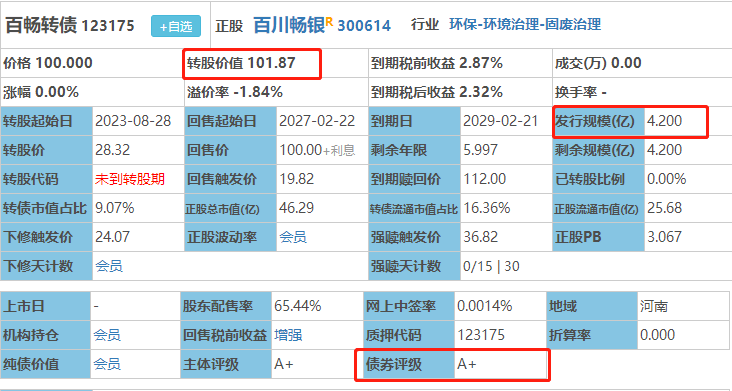 百畅转债 123175 +自选 正股 百川畅银R 300614 行业 环保-环境治理-固废治理
价格 100.000 转股价值 101.87 到期税前收益 2.87% 成交(万) 0.00
涨幅 0.00% 溢价率 -1.84% 到期税后收益 2.32% 换手率 -
转股起始日 2023-08-28 回售起始日 2027-02-22 到期日 2029-02-21 发行规模(亿) 4.200
转股价 28.32 回售价 100.00+利息 剩余年限 5.997 剩余规模(亿) 4.200
转股代码 未到转股期 回售触发价 19.82 到期赎回价 112.00 已转股比例 0.00%
转债市值占比 9.07% 正股总市值(亿) 46.29 转债流通市值占比 16.36% 正股流通市值(亿) 25.68
下修触发价 24.07 正股波动率 会员 强赎触发价 36.82 正股PB 3.067
下修天计数 会员 强赎天计数 0/15 | 30
上市日 - 股东配售率 65.44% 网上中签率 0.0014% 地域 河南
机构持仓 会员 回售税前收益 增强 质押代码 123175 折算率 0.000
纯债价值 会员 主体评级 A+ 债券评级 A+